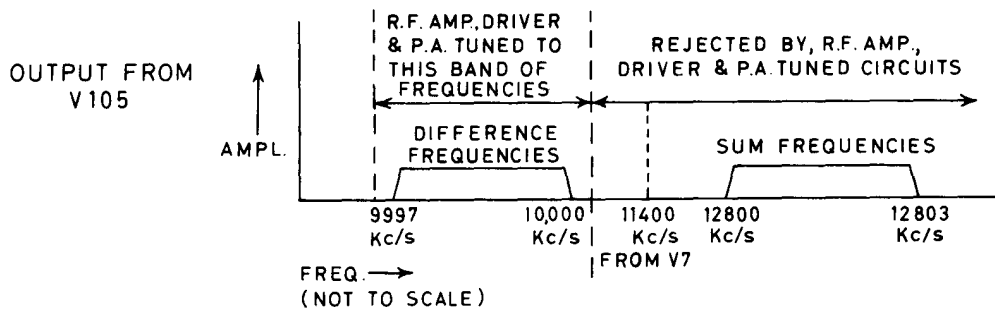 OUTPUT FROM
V105
AMPL.
R.F. AMP., DRIVER
& P.A. TUNED TO
THIS BAND OF
FREQUENCIES
REJECTED BY, R.F. AMP.,
DRIVER & P.A. TUNED CIRCUITS
DIFFERENCE
FREQUENCIES
SUM FREQUENCIES
9997
Kc/s
10,000
Kc/s
11400
Kc/s
FROM V7
12800
Kc/s
12803
Kc/s
FREQ.
(NOT TO SCALE)